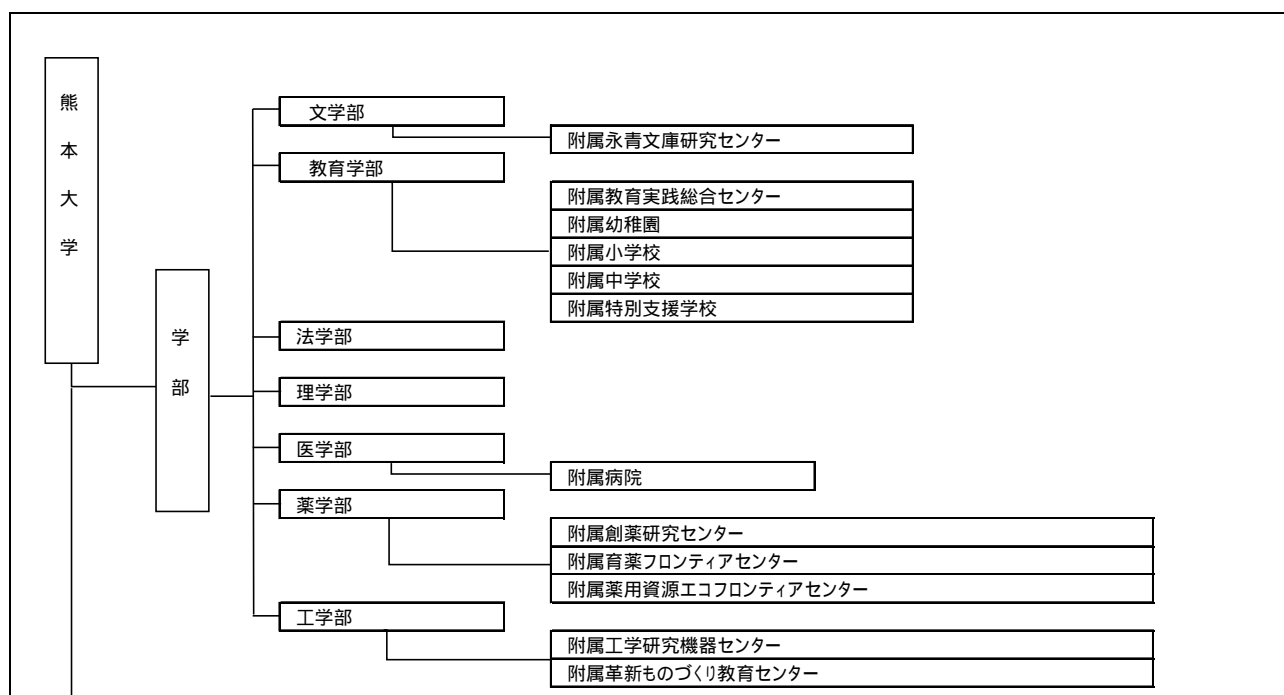 熊本大学
学部
文学部
附属永青文庫研究センター
教育学部
附属教育実践総合センター
附属幼稚園
附属小学校
附属中学校
附属特別支援学校
法学部
理学部
医学部
附属病院
薬学部
附属創薬研究センター
附属育薬フロンティアセンター
附属薬用資源エコフロンティアセンター
工学部
附属工学研究機器センター
附属革新ものづくり教育センター